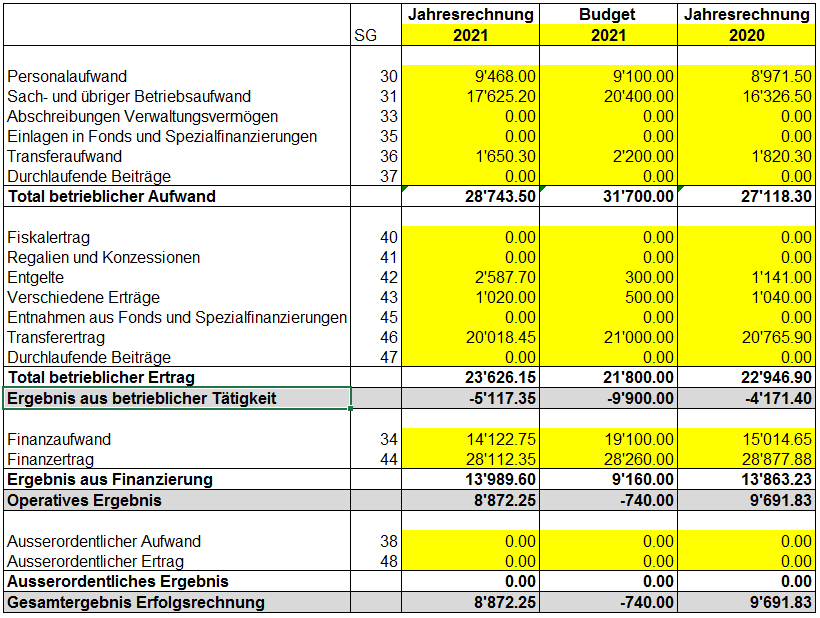 Jahresrechnung Budget Jahresrechnung
SG 2021 2021 2020
Personalaufwand 30 9'468.00 9'100.00 8'971.50
Sach- und übriger Betriebsaufwand 31 17'625.20 20'400.00 16'326.50
Abschreibungen Verwaltungsvermögen 33 0.00 0.00 0.00
Einlagen in Fonds und Spezialfinanzierungen 35 0.00 0.00 0.00
Transferaufwand 36 1'650.30 2'200.00 1'820.30
Durchlaufende Beiträge 37 0.00 0.00 0.00
Total betrieblicher Aufwand 28'743.50 31'700.00 27'118.30
Fiskalertrag 40 0.00 0.00 0.00
Regalien und Konzessionen 41 0.00 0.00 0.00
Entgelte 42 2'587.70 300.00 1'141.00
Verschiedene Erträge 43 1'020.00 500.00 1'040.00
Entnahmen aus Fonds und Spezialfinanzierungen 45 0.00 0.00 0.00
Transferertrag 46 20'018.45 21'000.00 20'765.90
Durchlaufende Beiträge 47 0.00 0.00 0.00
Total betrieblicher Ertrag 23'626.15 21'800.00 22'946.90
Ergebnis aus betrieblicher Tätigkeit -5'117.35 -9'900.00 -4'171.40
Finanzaufwand 34 14'122.75 19'100.00 15'014.65
Finanzertrag 44 28'112.35 28'260.00 28'877.88
Ergebnis aus Finanzierung 13'989.60 9'160.00 13'863.23
Operatives Ergebnis 8'872.25 -740.00 9'691.83
Ausserordentlicher Aufwand 38 0.00 0.00 0.00
Ausserordentlicher Ertrag 48 0.00 0.00 0.00
Ausserordentliches Ergebnis 0.00 0.00 0.00
Gesamtergebnis Erfolgsrechnung 8'872.25 -740.00 9'691.83